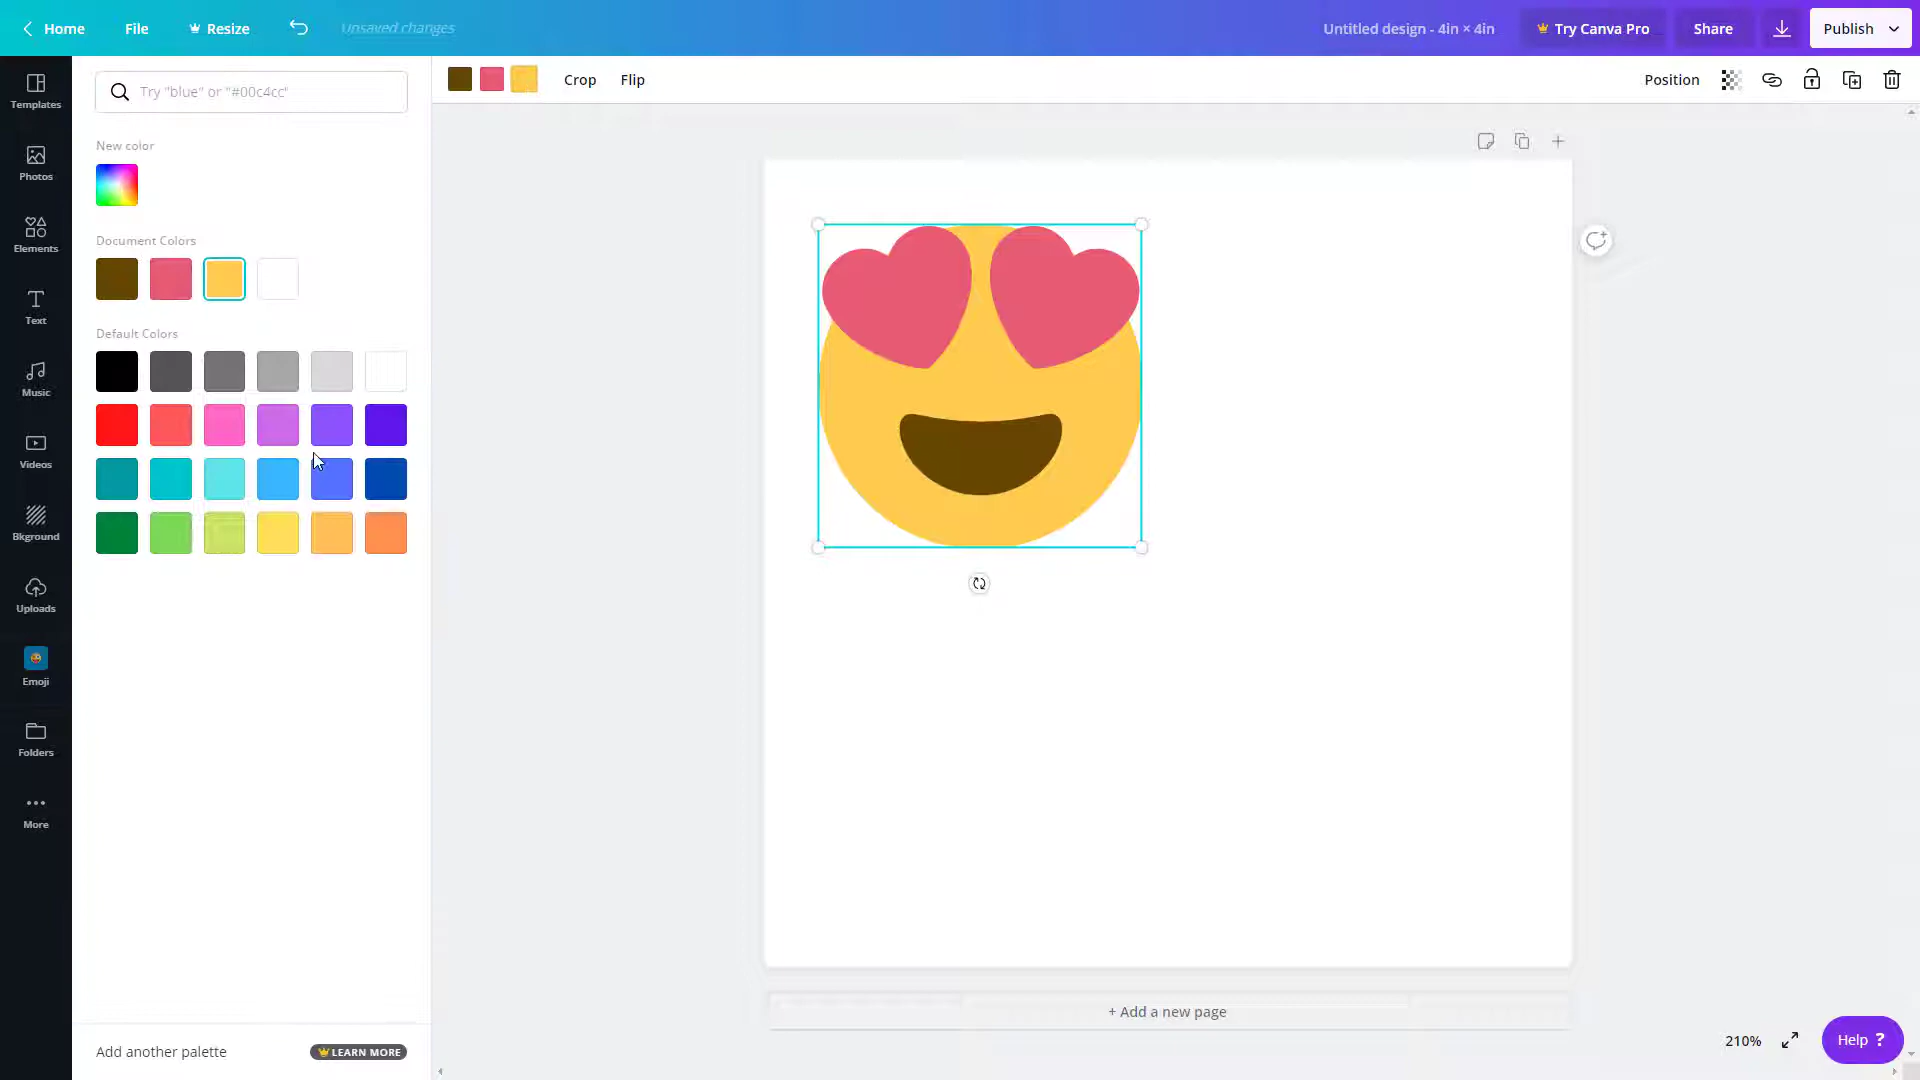 Home File Resize Unsaved changes Untitled design - 4in × 4in Try Canva Pro Share Publish
Templates
Photos
Elements
Text
Music
Videos
Bkground
Uploads
Emoji
Folders
More
Try "blue" or "#00c4cc"
New color
Document Colors
Default Colors
Add another palette LEARN MORE
Crop Flip Position
+ Add a new page
210% Help ?